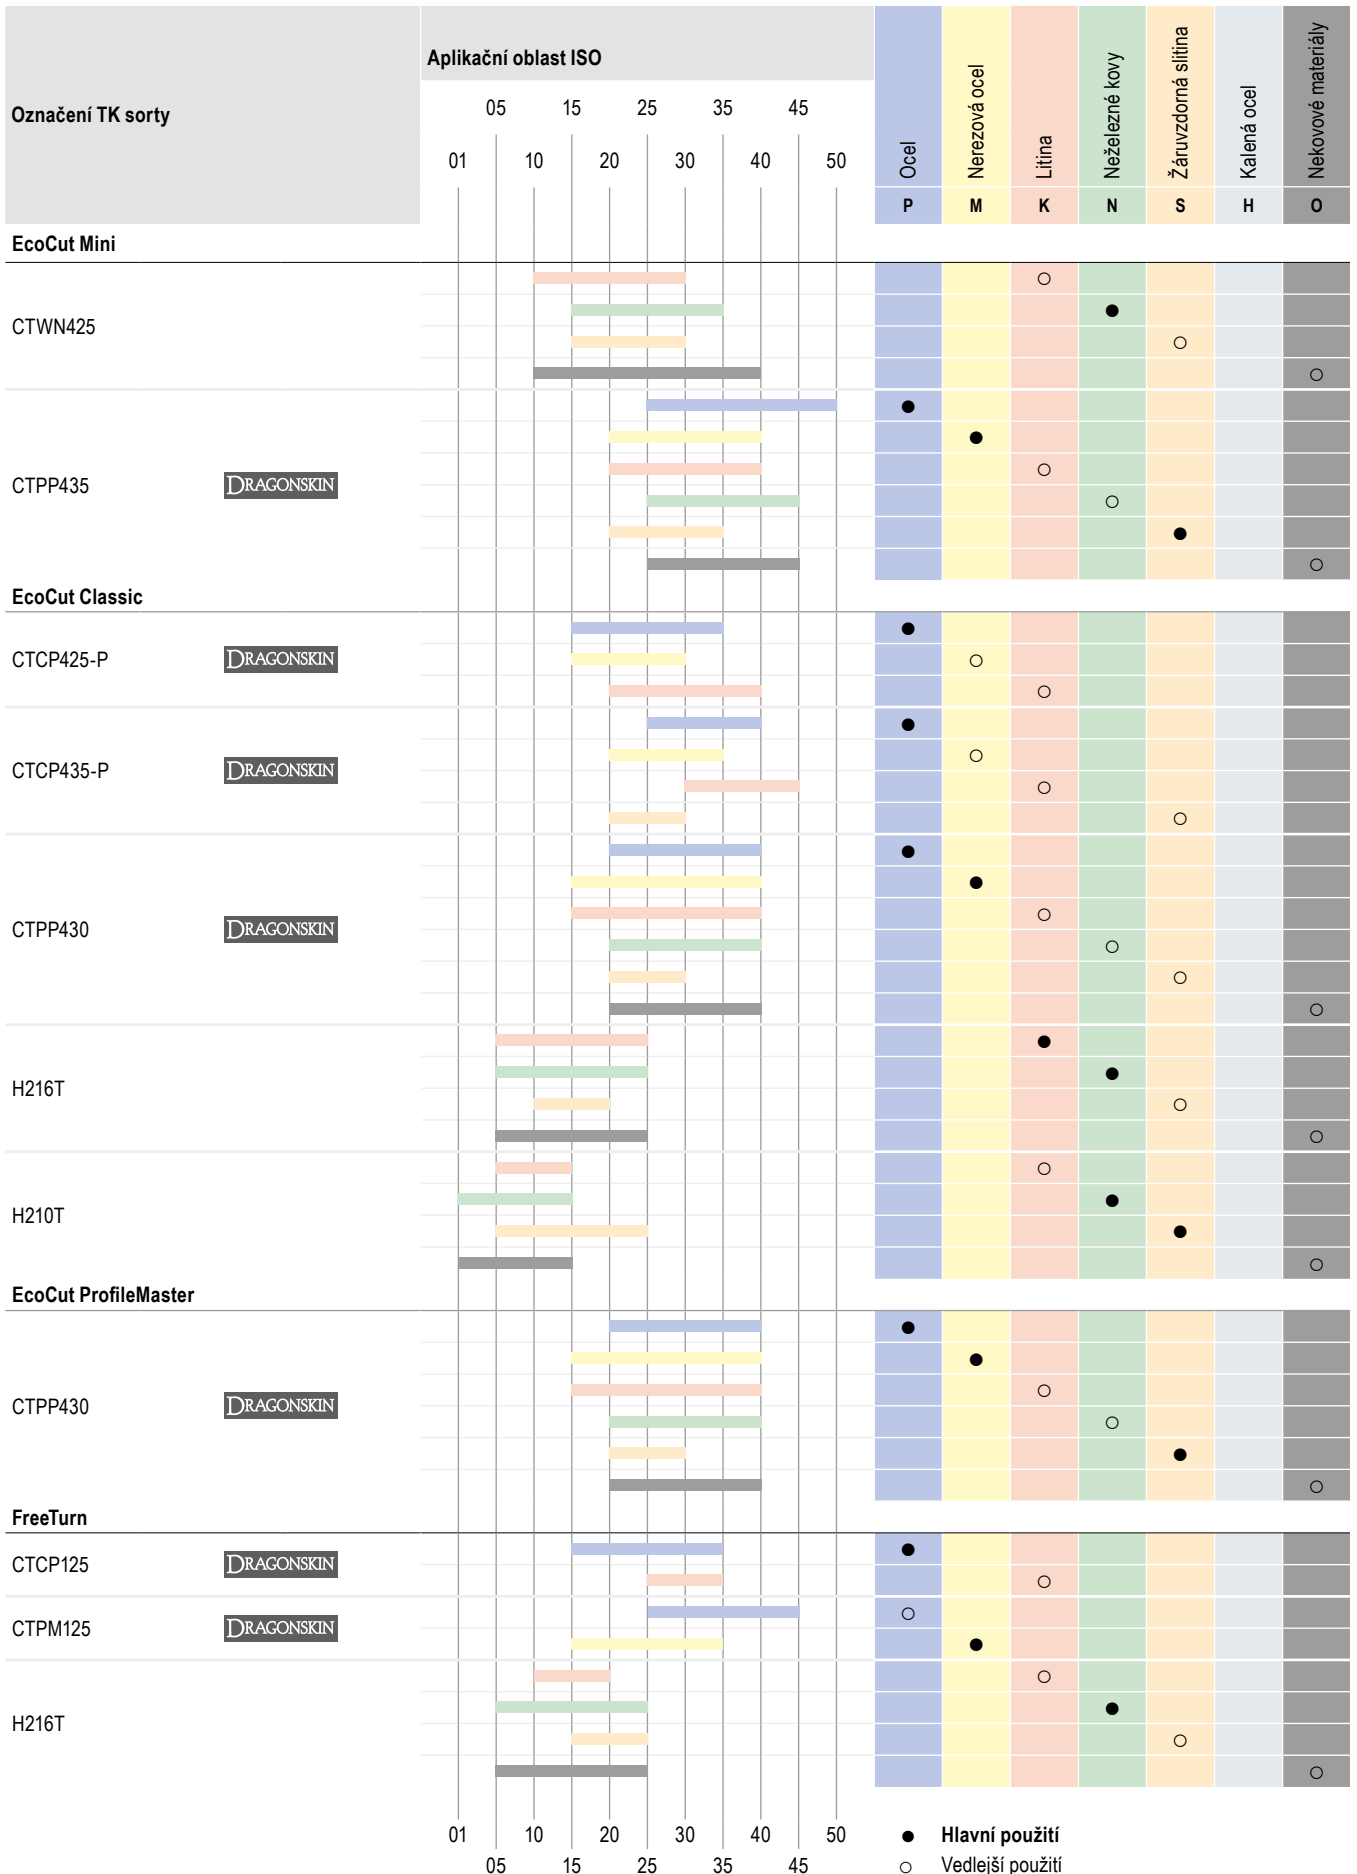 Označení TK sorty
Aplikační oblast ISO
05 15 25 35 45
01 10 20 30 40 50
Ocel
Nerezová ocel
Litina
Neželezné kovy
Žáruvzdorná slitina
Kalená ocel
Nekovové materiály
P M K N S H O
EcoCut Mini
CTWN425
CTPP435 DRAGONSKIN
EcoCut Classic
CTCP425-P DRAGONSKIN
CTCP435-P DRAGONSKIN
CTPP430 DRAGONSKIN
H216T
H210T
EcoCut ProfileMaster
CTPP430 DRAGONSKIN
FreeTurn
CTCP125 DRAGONSKIN
CTPM125 DRAGONSKIN
H216T
01 10 20 30 40 50
05 15 25 35 45
● Hlavní použití
○ Vedlejší použití